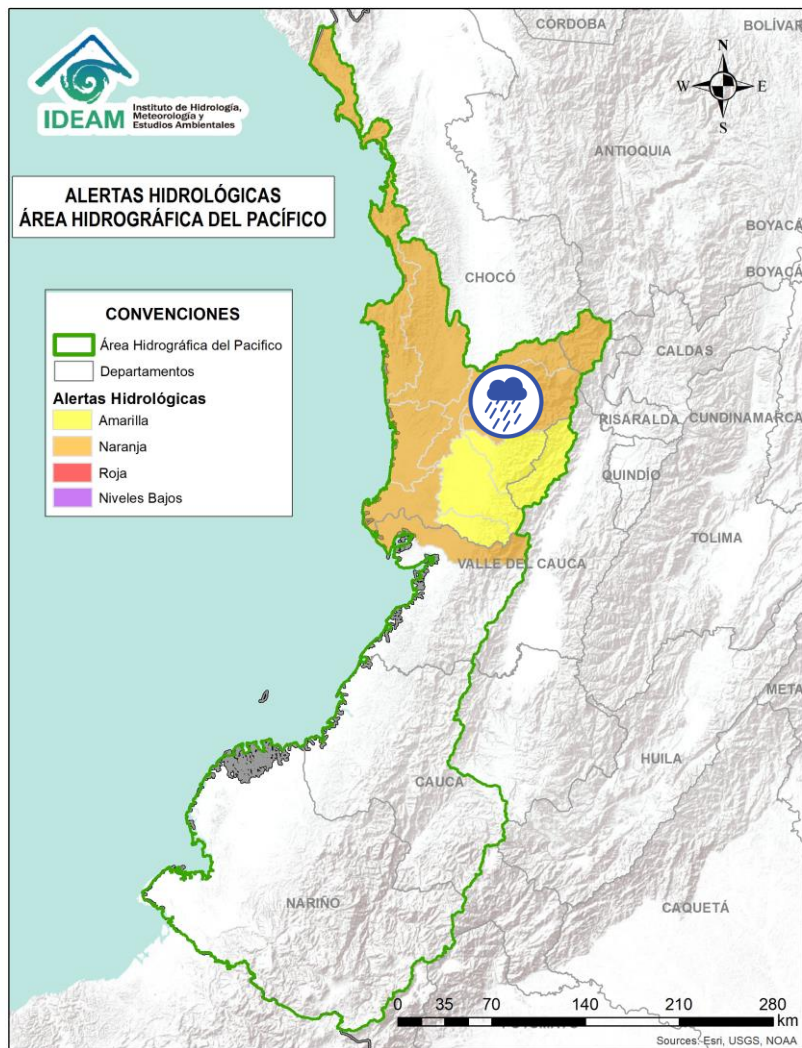 IDEAM
Instituto de Hidrología,
Meteorología y
Estudios Ambientales
ALERTAS HIDROLÓGICAS
ÁREA HIDROGRÁFICA DEL PACÍFICO
CONVENCIONES
Área Hidrográfica del Pacifico
Departamentos
Alertas Hidrológicas
Amarilla
Naranja
Roja
Niveles Bajos
N
W E
S
CÓRDOBA
BOLÍVAR
ANTIOQUIA
BOYACÁ
BOYACÁ
CHOCÓ
CALDAS
RISARALDA
CUNDINAMARCA
QUINDÍO
TOLIMA
VALLE DEL CAUCA
META
HUILA
CAUCA
NARIÑO
CAQUETÁ
0 35 70 140 210 280
km
Sources: Esri, USGS, NOAA